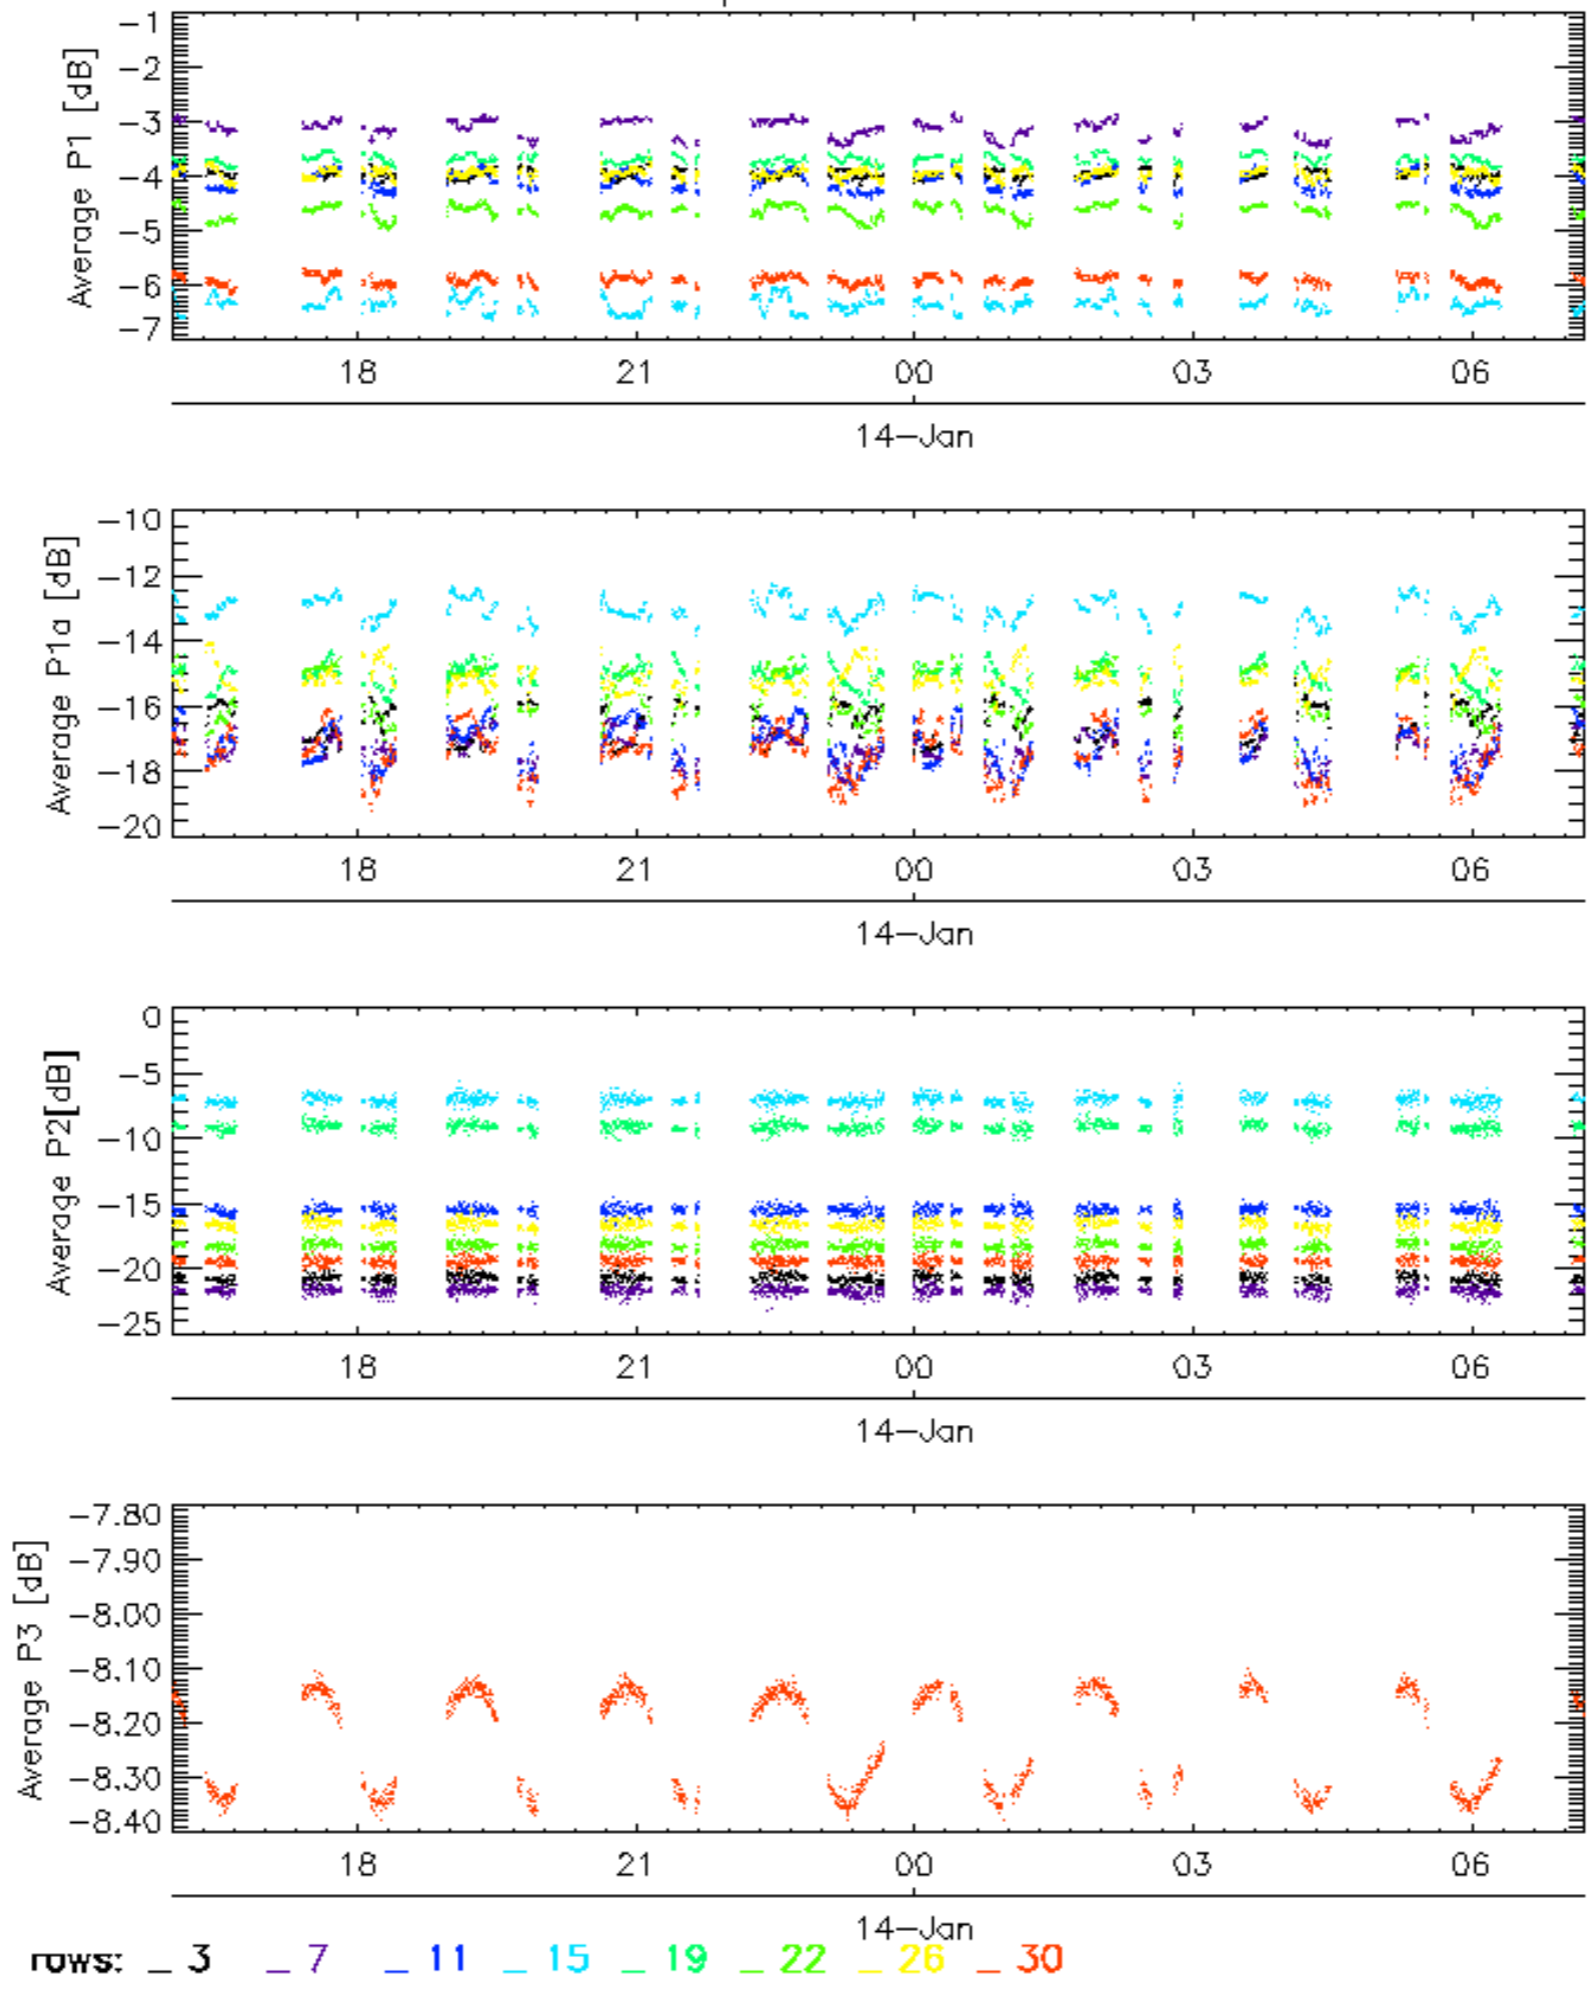 Average P1 [dB]
-1
-2
-3
-4
-5
-6
-7
18 21 00 03 06
14-Jan
Average P1a [dB]
-10
-12
-14
-16
-18
-20
18 21 00 03 06
14-Jan
Average P2[dB]
0
-5
-10
-15
-20
-25
18 21 00 03 06
14-Jan
Average P3 [dB]
-7.80
-7.90
-8.00
-8.10
-8.20
-8.30
-8.40
18 21 00 03 06
14-Jan
rows: _ 3 _ 7 _ 11 _ 15 _ 19 _ 22 _ 26 _ 30